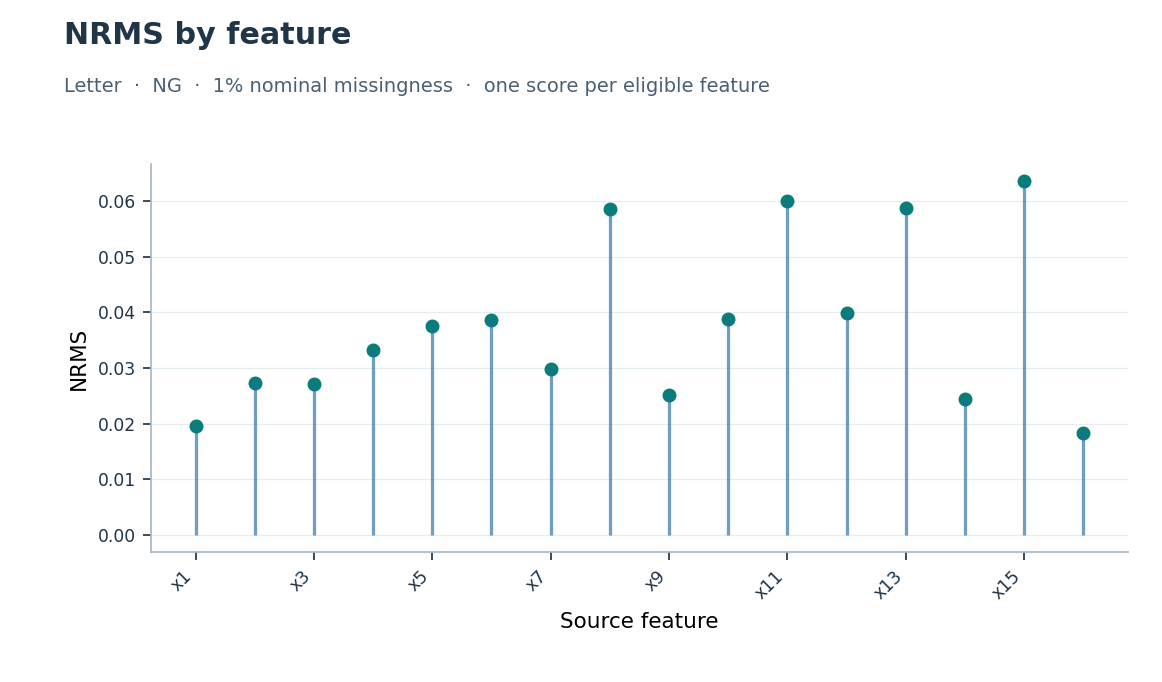 NRMS by feature
Letter · NG · 1% nominal missingness · one score per eligible feature
NRMS
0.06
0.05
0.04
0.03
0.02
0.01
0.00
x1 x3 x5 x7 x9 x11 x13 x15
Source feature